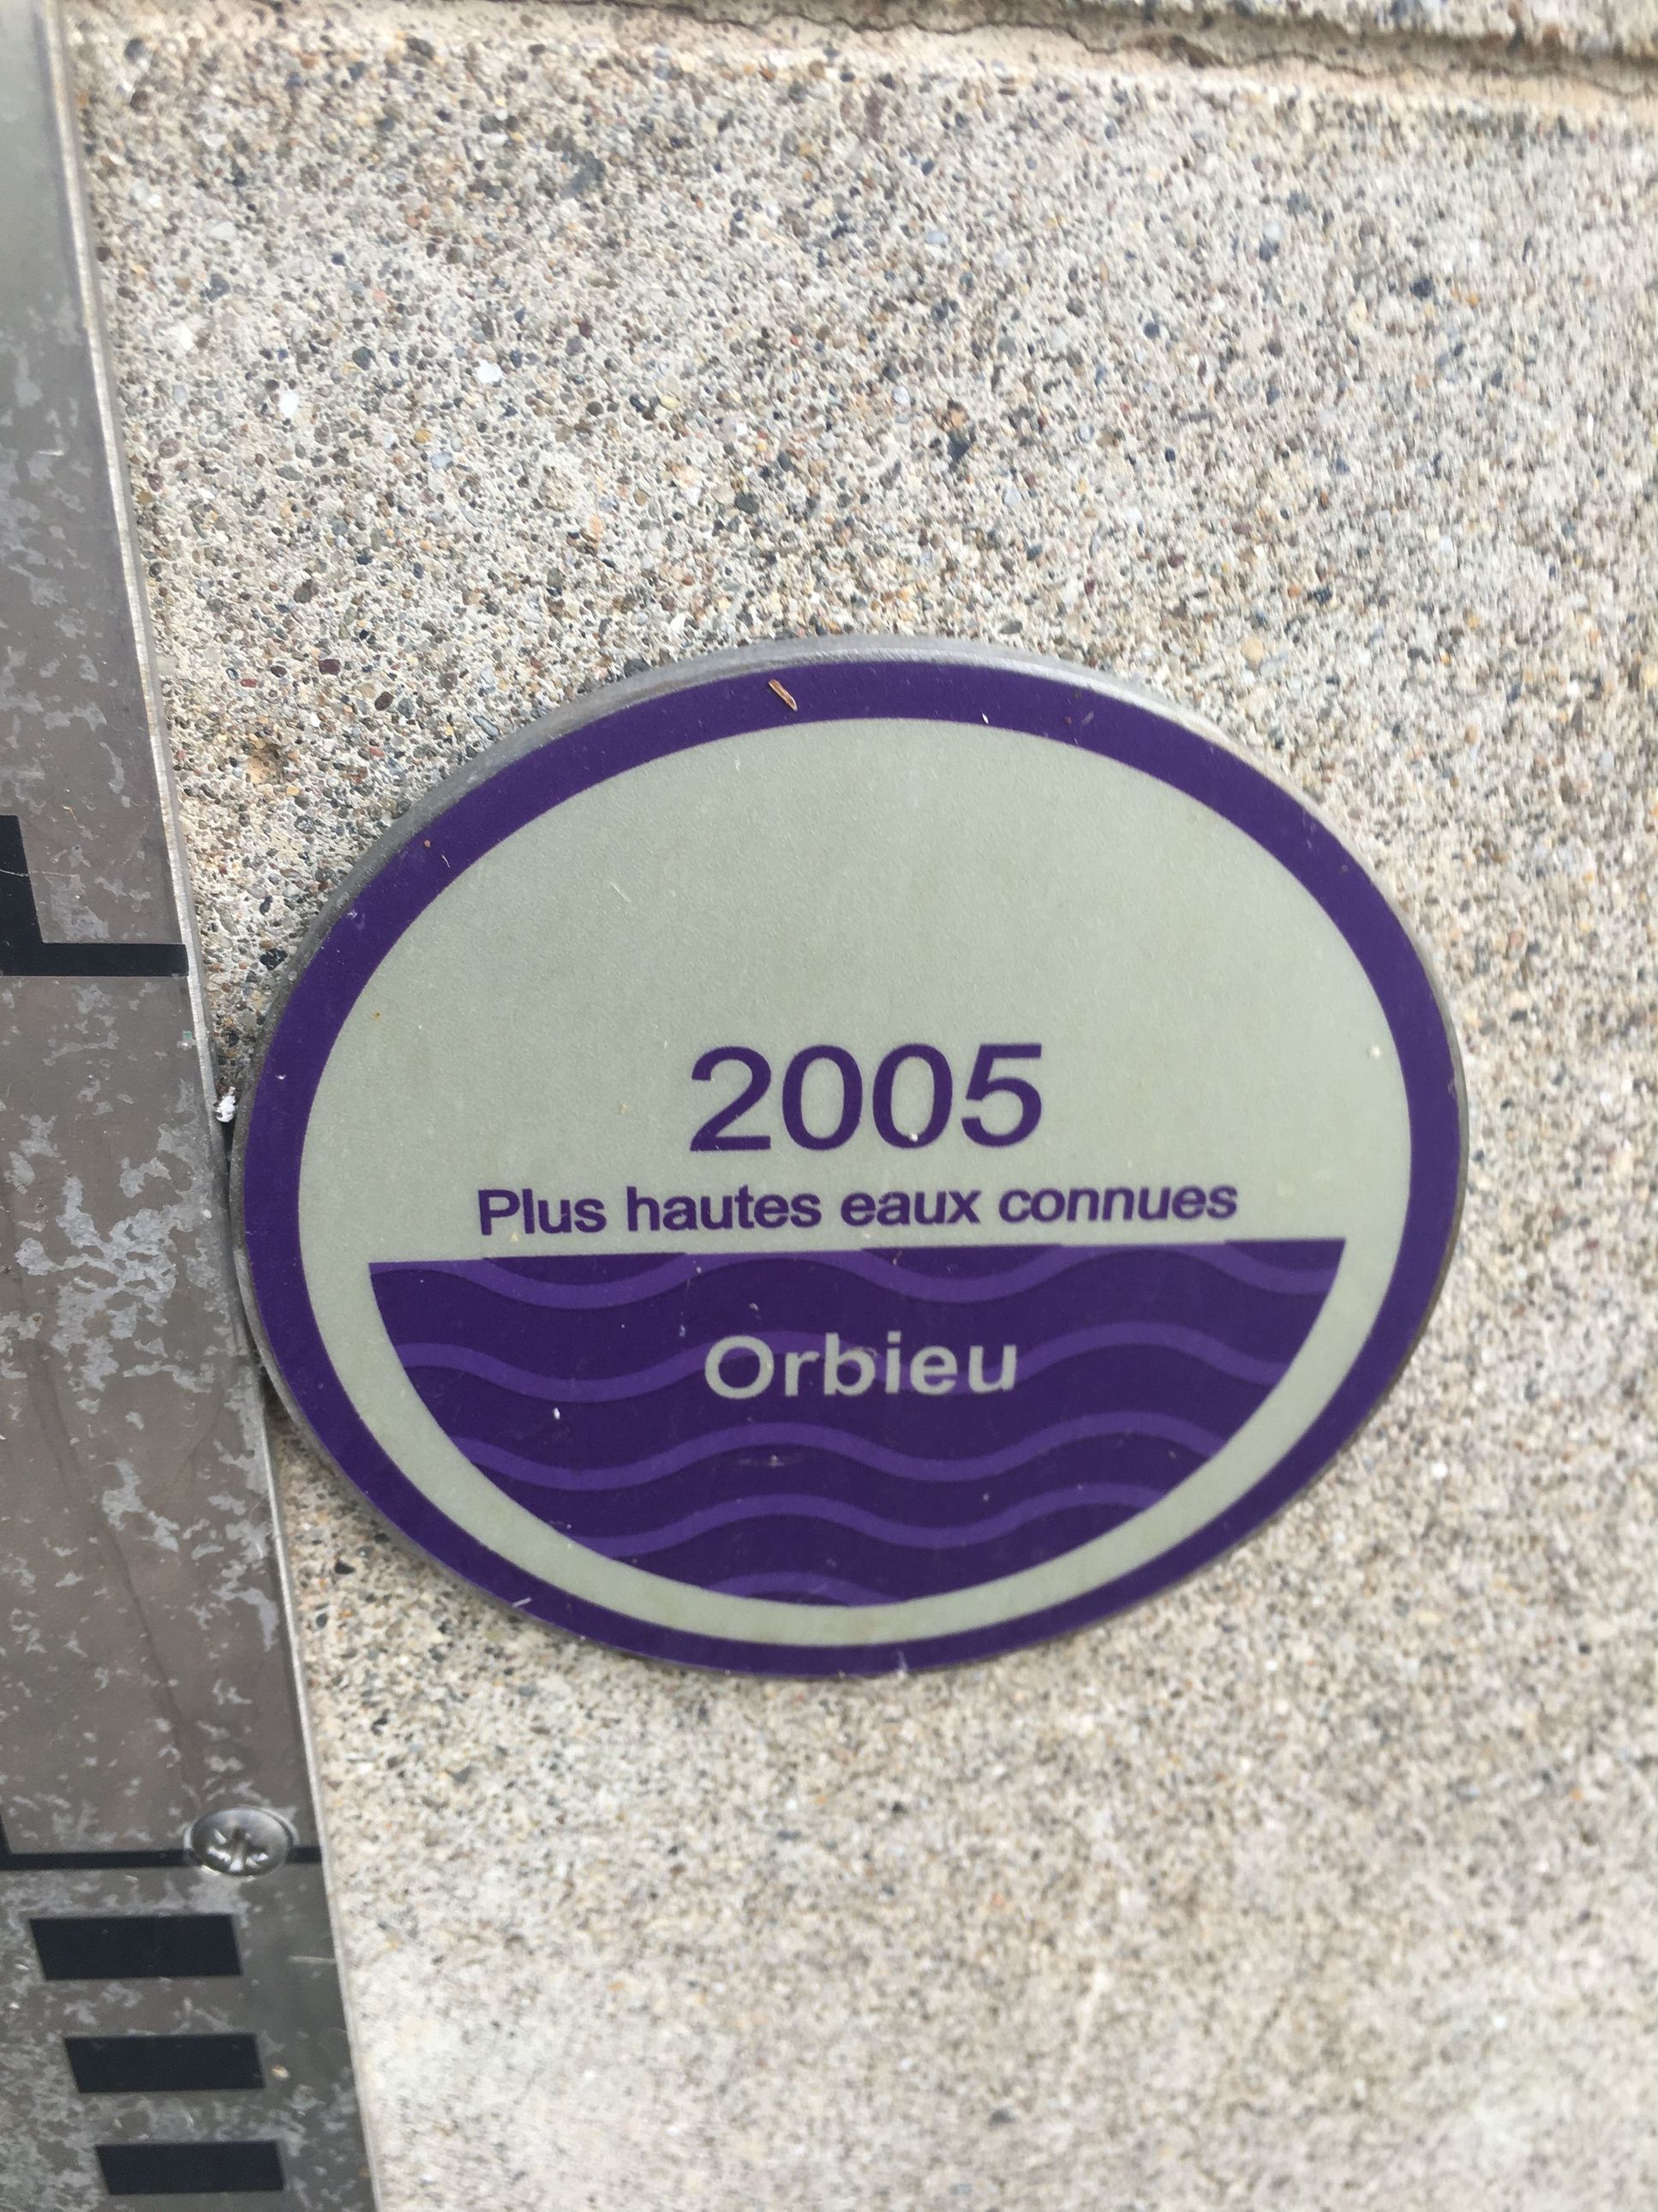 2005
Plus hautes eaux connues
Orbieu